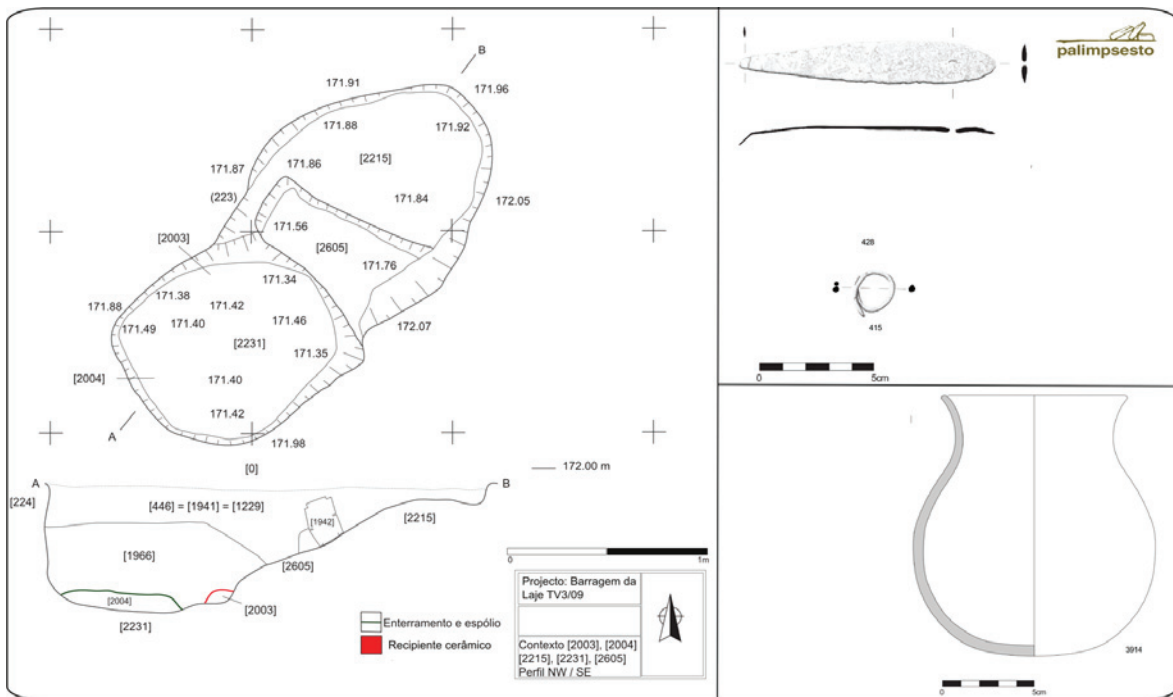 B
171.91
171.96
171.88
171.92
[2215]
171.87
171.86
(223)
171.84
172.05
171.56
[2003]
[2605]
171.76
171.34
171.88
171.38
171.42
171.49
171.40
171.46
[2231]
171.35
172.07
[2004]
171.40
171.42
A
171.98
[0]
172.00 m
A
B
[224]
[446] = [1941] = [1229]
[1942]
[2215]
[1966]
[2605]
[2004]
[2003]
[2231]
0
1m
Enterramento e espólio
Recipiente cerâmico
Projecto: Barragem da
Laje TV3/09
Contexto [2003], [2004]
[2215], [2231], [2605]
Perfil NW / SE
palimpsesto
428
415
0
5cm
3914
0
5cm